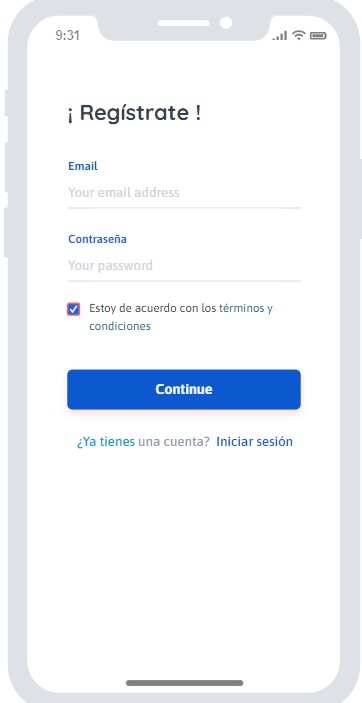 9:31
¡ Regístrate !
Email
Your email address
Contraseña
Your password
Estoy de acuerdo con los términos y
condiciones
Continue
¿Ya tienes una cuenta? Iniciar sesión